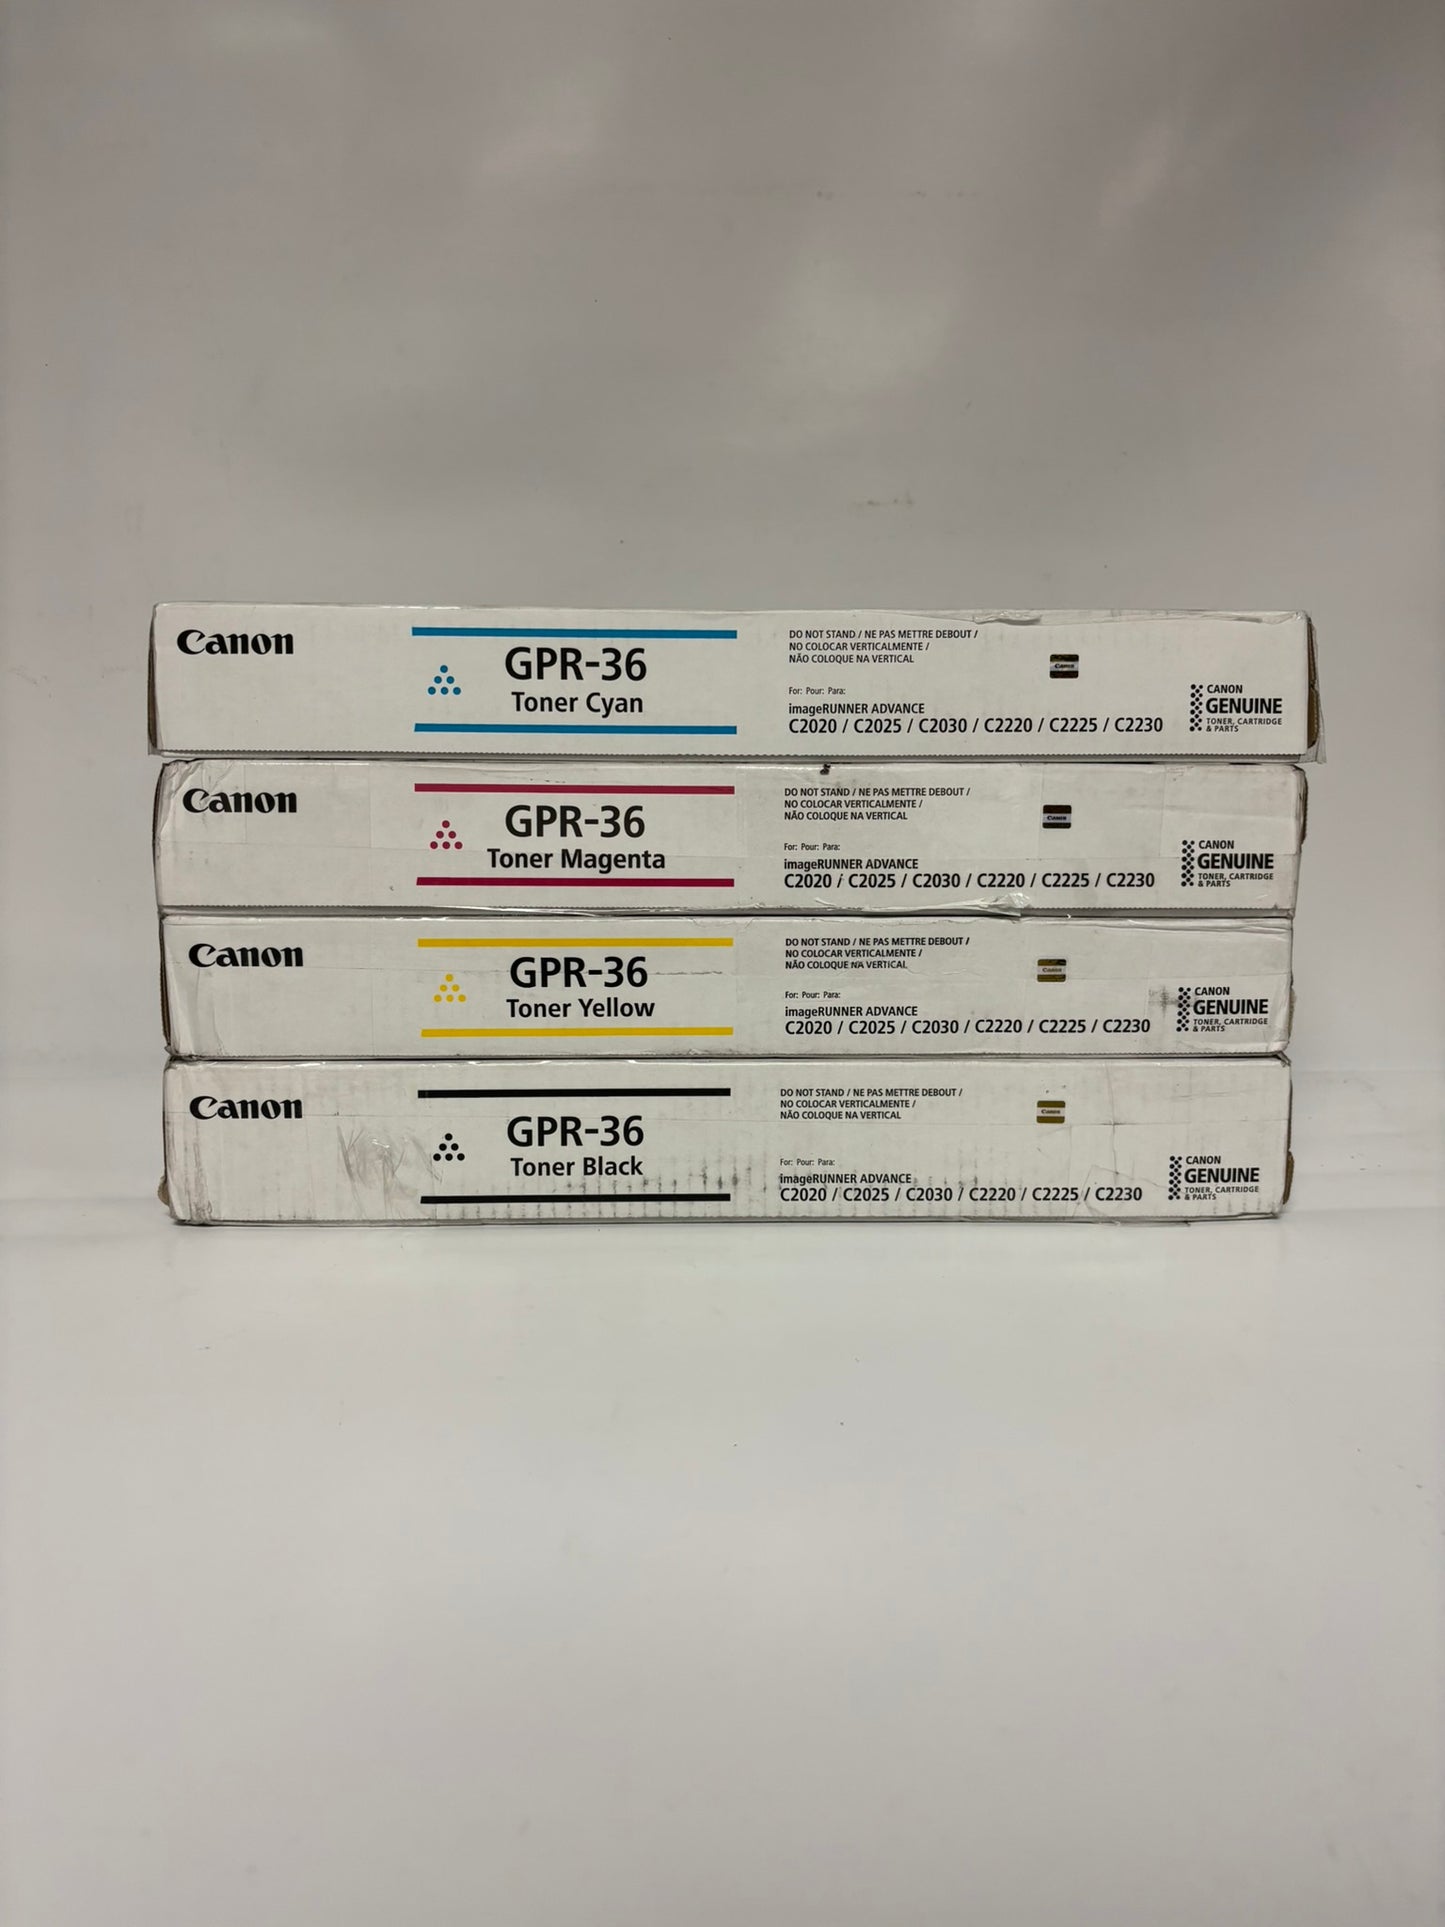 Canon
GPR-36
Toner Cyan
DO NOT STAND / NE PAS METTRE DEBOUT /
NO COLOCAR VERTICALMENTE /
NÃO COLOQUE NA VERTICAL
Canon
For: Pour: Para:
imageRUNNER ADVANCE
C2020 / C2025 / C2030 / C2220 / C2225 / C2230
CANON
GENUINE
TONER, CARTRIDGE
& PARTS
Canon
GPR-36
Toner Magenta
DO NOT STAND / NE PAS METTRE DEBOUT /
NO COLOCAR VERTICALMENTE /
NÃO COLOQUE NA VERTICAL
Canon
For: Pour: Para:
imageRUNNER ADVANCE
C2020 / C2025 / C2030 / C2220 / C2225 / C2230
CANON
GENUINE
TONER, CARTRIDGE
& PARTS
Canon
GPR-36
Toner Yellow
DO NOT STAND / NE PAS METTRE DEBOUT /
NO COLOCAR VERTICALMENTE /
NÃO COLOQUE NA VERTICAL
Canon
For: Pour: Para:
imageRUNNER ADVANCE
C2020 / C2025 / C2030 / C2220 / C2225 / C2230
CANON
GENUINE
TONER, CARTRIDGE
& PARTS
Canon
GPR-36
Toner Black
DO NOT STAND / NE PAS METTRE DEBOUT /
NO COLOCAR VERTICALMENTE /
NÃO COLOQUE NA VERTICAL
Canon
For: Pour: Para:
imageRUNNER ADVANCE
C2020 / C2025 / C2030 / C2220 / C2225 / C2230
CANON
GENUINE
TONER, CARTRIDGE
& PARTS